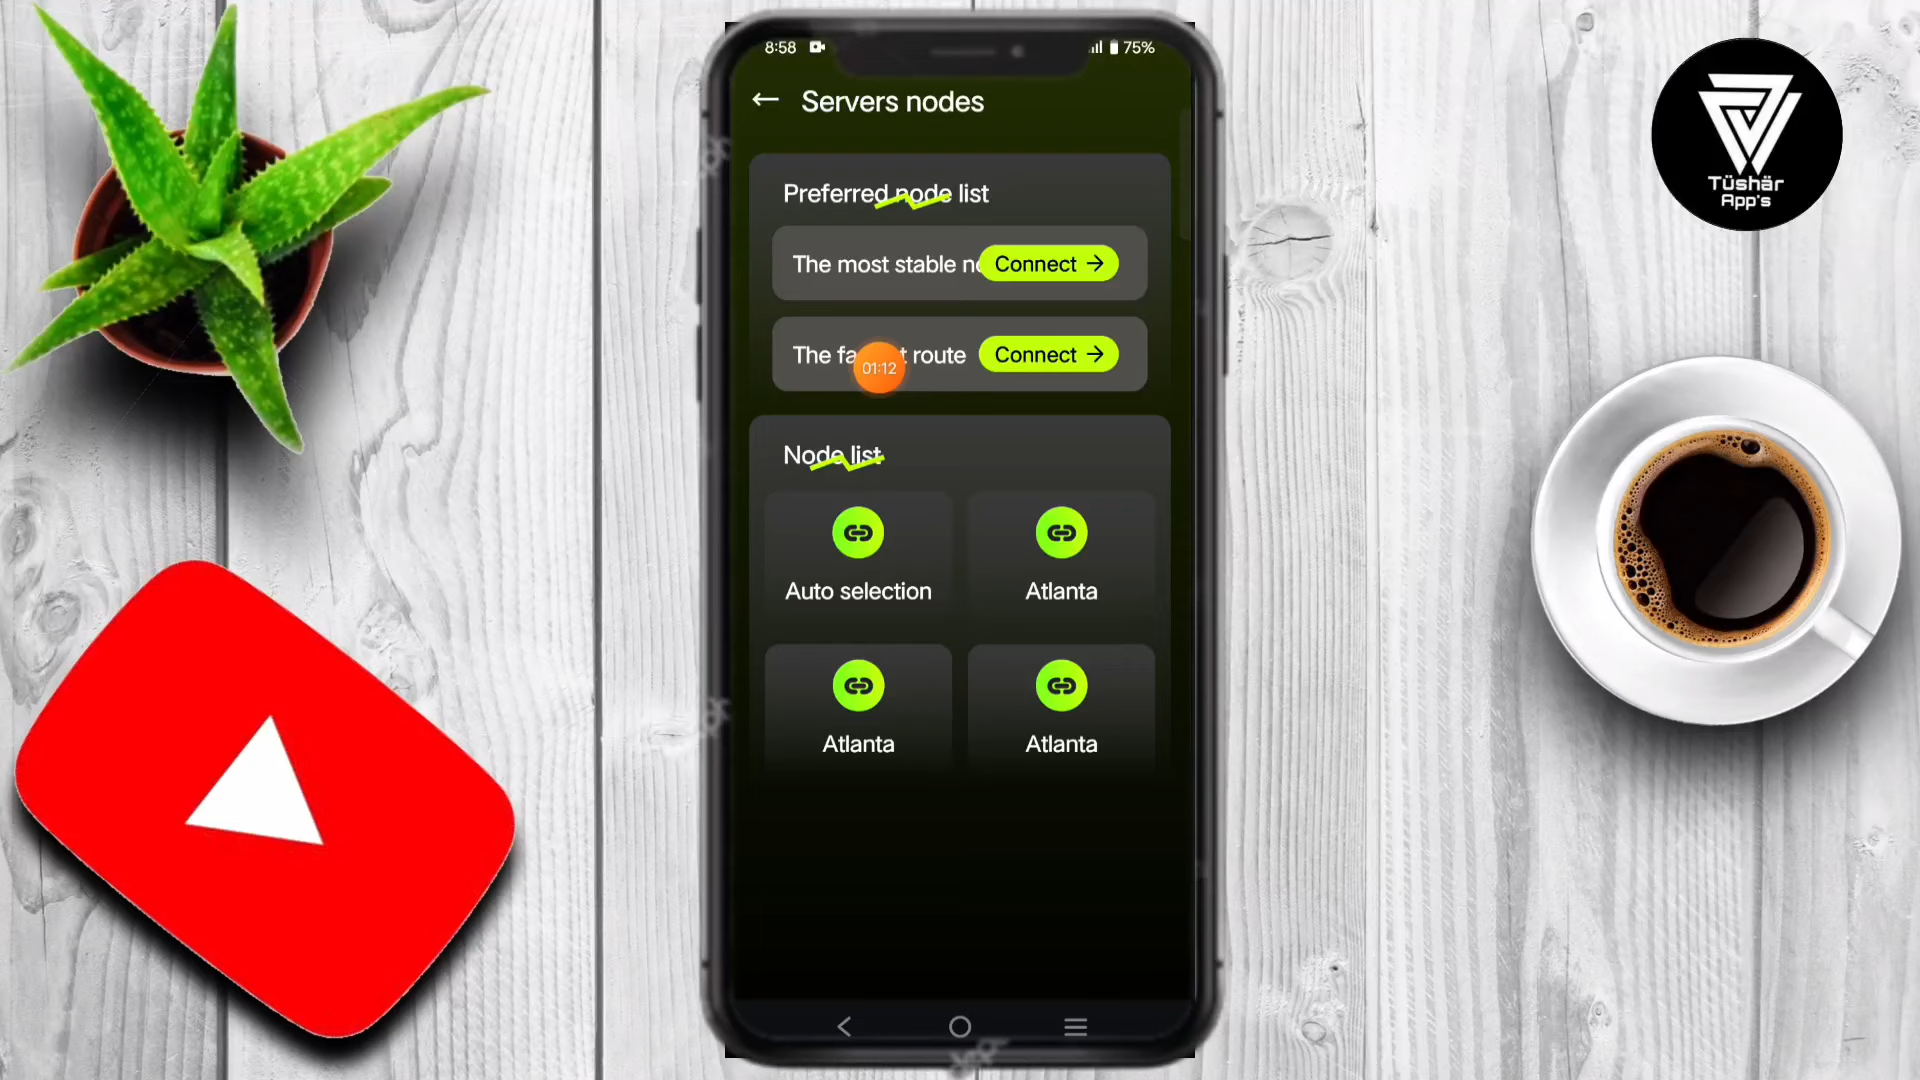 8:58
75%
Servers nodes
Preferred node list
The most stable
Connect
The route
Connect
01:12
Node list
Auto selection
Atlanta
Atlanta
Atlanta
Tüshär
App's